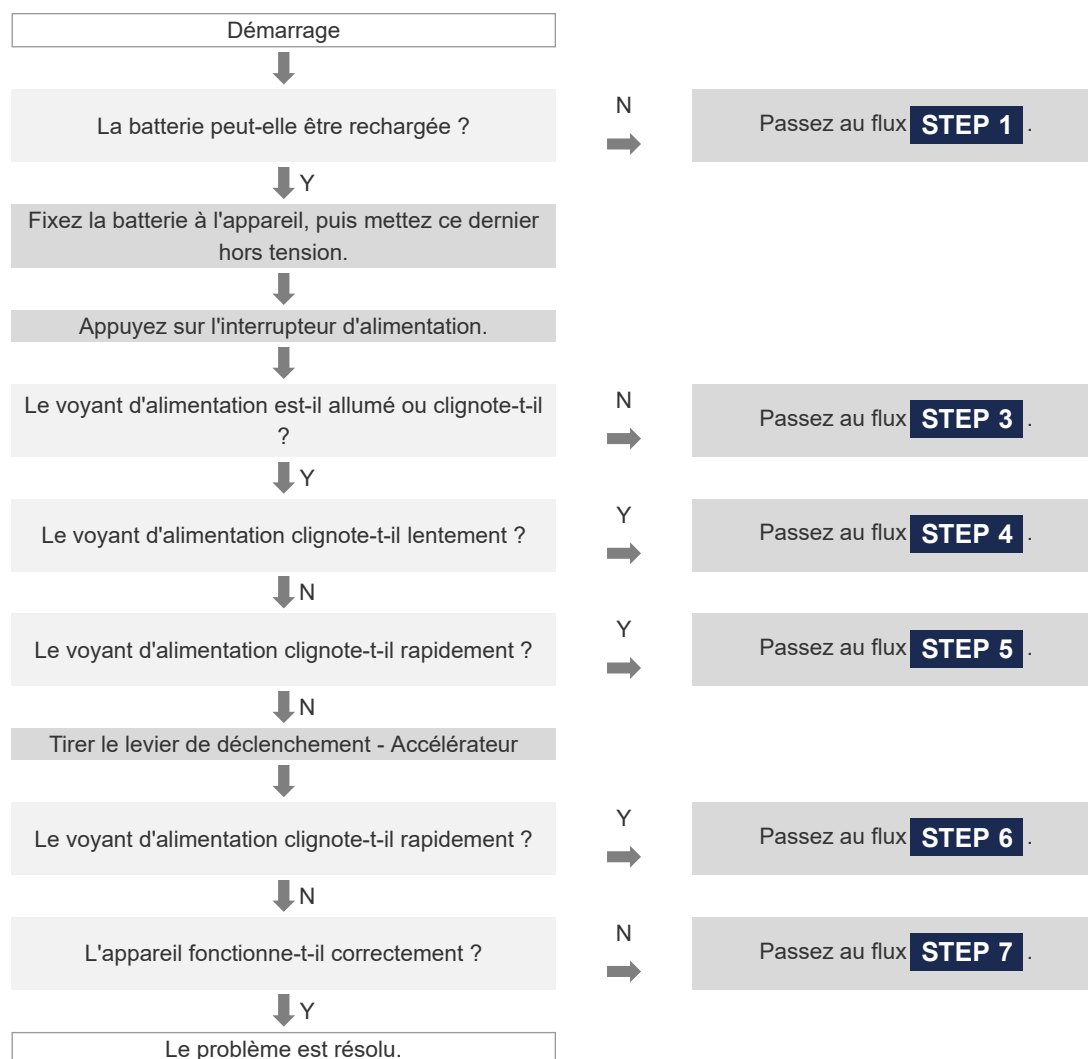 Démarrage
La batterie peut-elle être rechargée ?
N
Passez au flux STEP 1 .
Y
Fixez la batterie à l'appareil, puis mettez ce dernier
hors tension.
Appuyez sur l'interrupteur d'alimentation.
Le voyant d'alimentation est-il allumé ou clignote-t-il
?
N
Passez au flux STEP 3 .
Y
Le voyant d'alimentation clignote-t-il lentement ?
Y
Passez au flux STEP 4 .
N
Le voyant d'alimentation clignote-t-il rapidement ?
Y
Passez au flux STEP 5 .
N
Tirer le levier de déclenchement - Accélérateur
Le voyant d'alimentation clignote-t-il rapidement ?
Y
Passez au flux STEP 6 .
N
L'appareil fonctionne-t-il correctement ?
N
Passez au flux STEP 7 .
Y
Le problème est résolu.